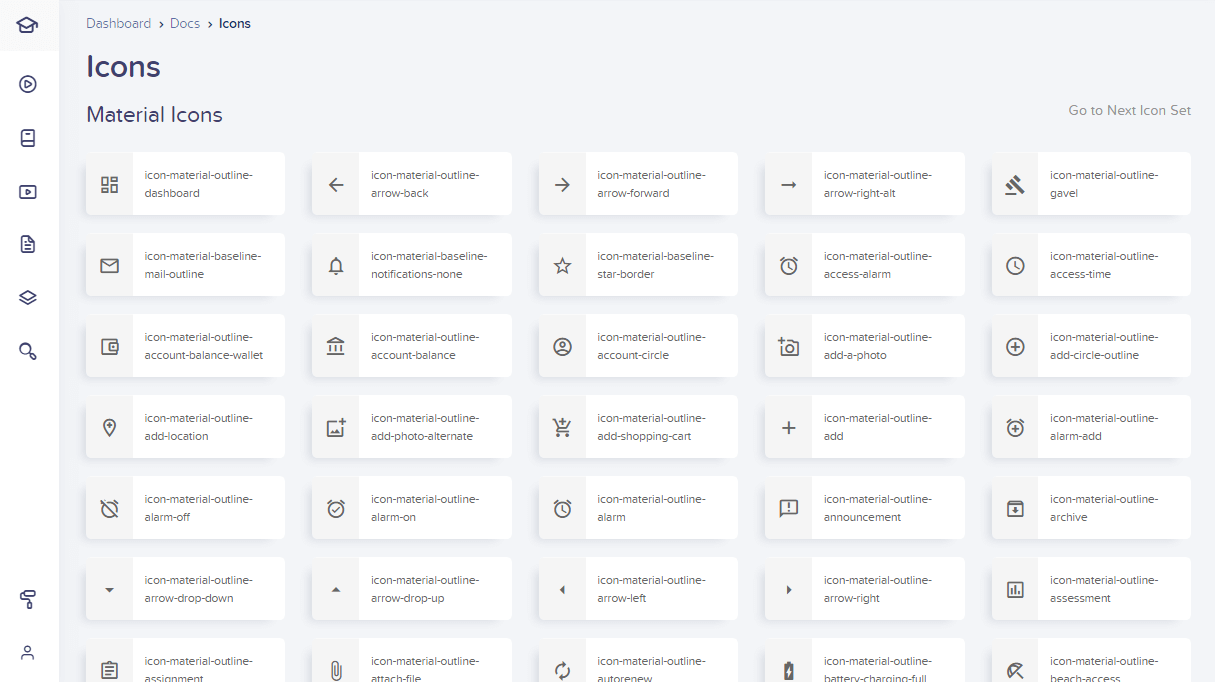 Dashboard › Docs › Icons
Icons
Material Icons
Go to Next Icon Set
icon-material-outline-
dashboard
icon-material-outline-
arrow-back
icon-material-outline-
arrow-forward
icon-material-outline-
arrow-right-alt
icon-material-outline-
gavel
icon-material-baseline-
mail-outline
icon-material-baseline-
notifications-none
icon-material-baseline-
star-border
icon-material-outline-
access-alarm
icon-material-outline-
access-time
icon-material-outline-
account-balance-wallet
icon-material-outline-
account-balance
icon-material-outline-
account-circle
icon-material-outline-
add-a-photo
icon-material-outline-
add-circle-outline
icon-material-outline-
add-location
icon-material-outline-
add-photo-alternate
icon-material-outline-
add-shopping-cart
icon-material-outline-
add
icon-material-outline-
alarm-add
icon-material-outline-
alarm-off
icon-material-outline-
alarm-on
icon-material-outline-
alarm
icon-material-outline-
announcement
icon-material-outline-
archive
icon-material-outline-
arrow-drop-down
icon-material-outline-
arrow-drop-up
icon-material-outline-
arrow-left
icon-material-outline-
arrow-right
icon-material-outline-
assessment
icon-material-outline-
assignment
icon-material-outline-
attach-file
icon-material-outline-
autorenew
icon-material-outline-
battery-charging-full
icon-material-outline-
beach-access